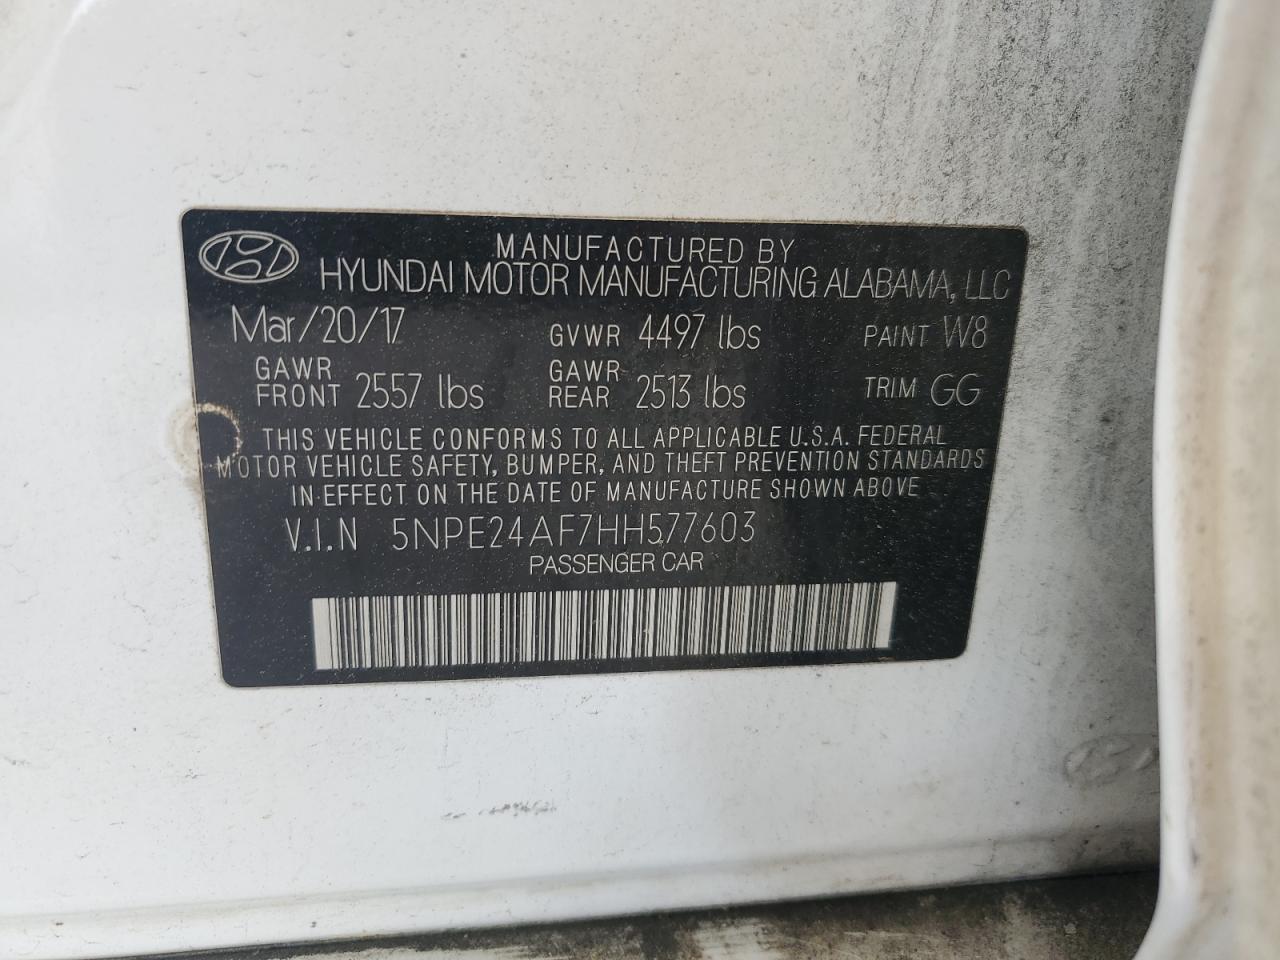 MANUFACTURED BY
HYUNDAI MOTOR MANUFACTURING ALABAMA, LLC
Mar/20/17 GVWR 4497 lbs PAINT W8
GAWR FRONT 2557 lbs GAWR REAR 2513 lbs TRIM GG
THIS VEHICLE CONFORMS TO ALL APPLICABLE U.S.A. FEDERAL
MOTOR VEHICLE SAFETY, BUMPER, AND THEFT PREVENTION STANDARDS
IN EFFECT ON THE DATE OF MANUFACTURE SHOWN ABOVE
V.I.N 5NPE24AF7HH577603
PASSENGER CAR